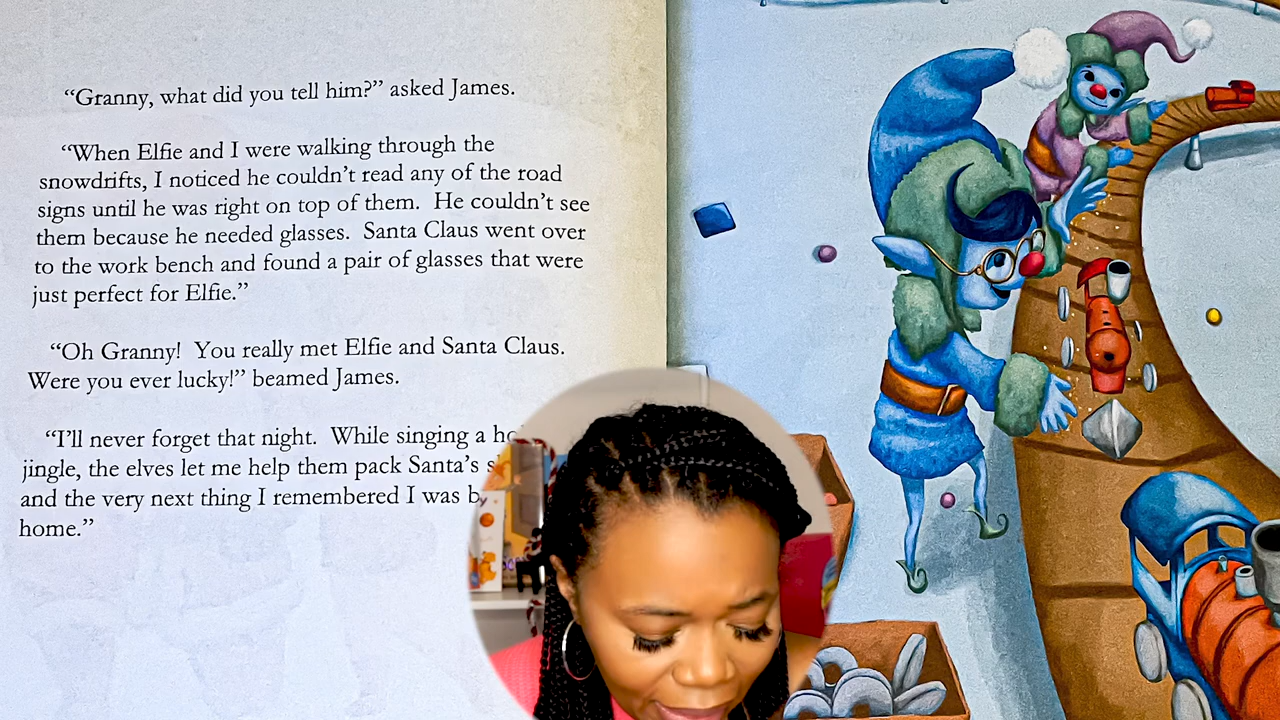 “Granny, what did you tell him?” asked James.
“When Elfie and I were walking through the
snowdrifts, I noticed he couldn’t read any of the road
signs until he was right on top of them.  He couldn’t see
them because he needed glasses.  Santa Claus went over
to the work bench and found a pair of glasses that were
just perfect for Elfie.”
“Oh Granny!  You really met Elfie and Santa Claus.
Were you ever lucky!” beamed James.
“I’ll never forget that night.  While singing a
jingle, the elves let me help them pack Santa’s
and the very next thing I remembered I was
home.”